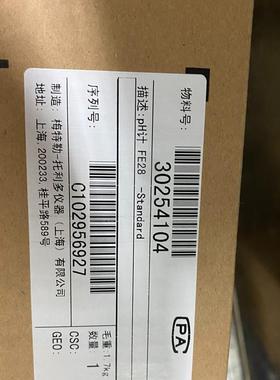 物料号:
30254104
描述:pH计 FE28 -Standard
序列号:
C102956927
制造: 梅特勒-托利多仪器 (上海) 有限公司
地址: 上海.200233,桂平路589号
PA
毛重:1.7kg
数量: 1
CSC:
GEO: